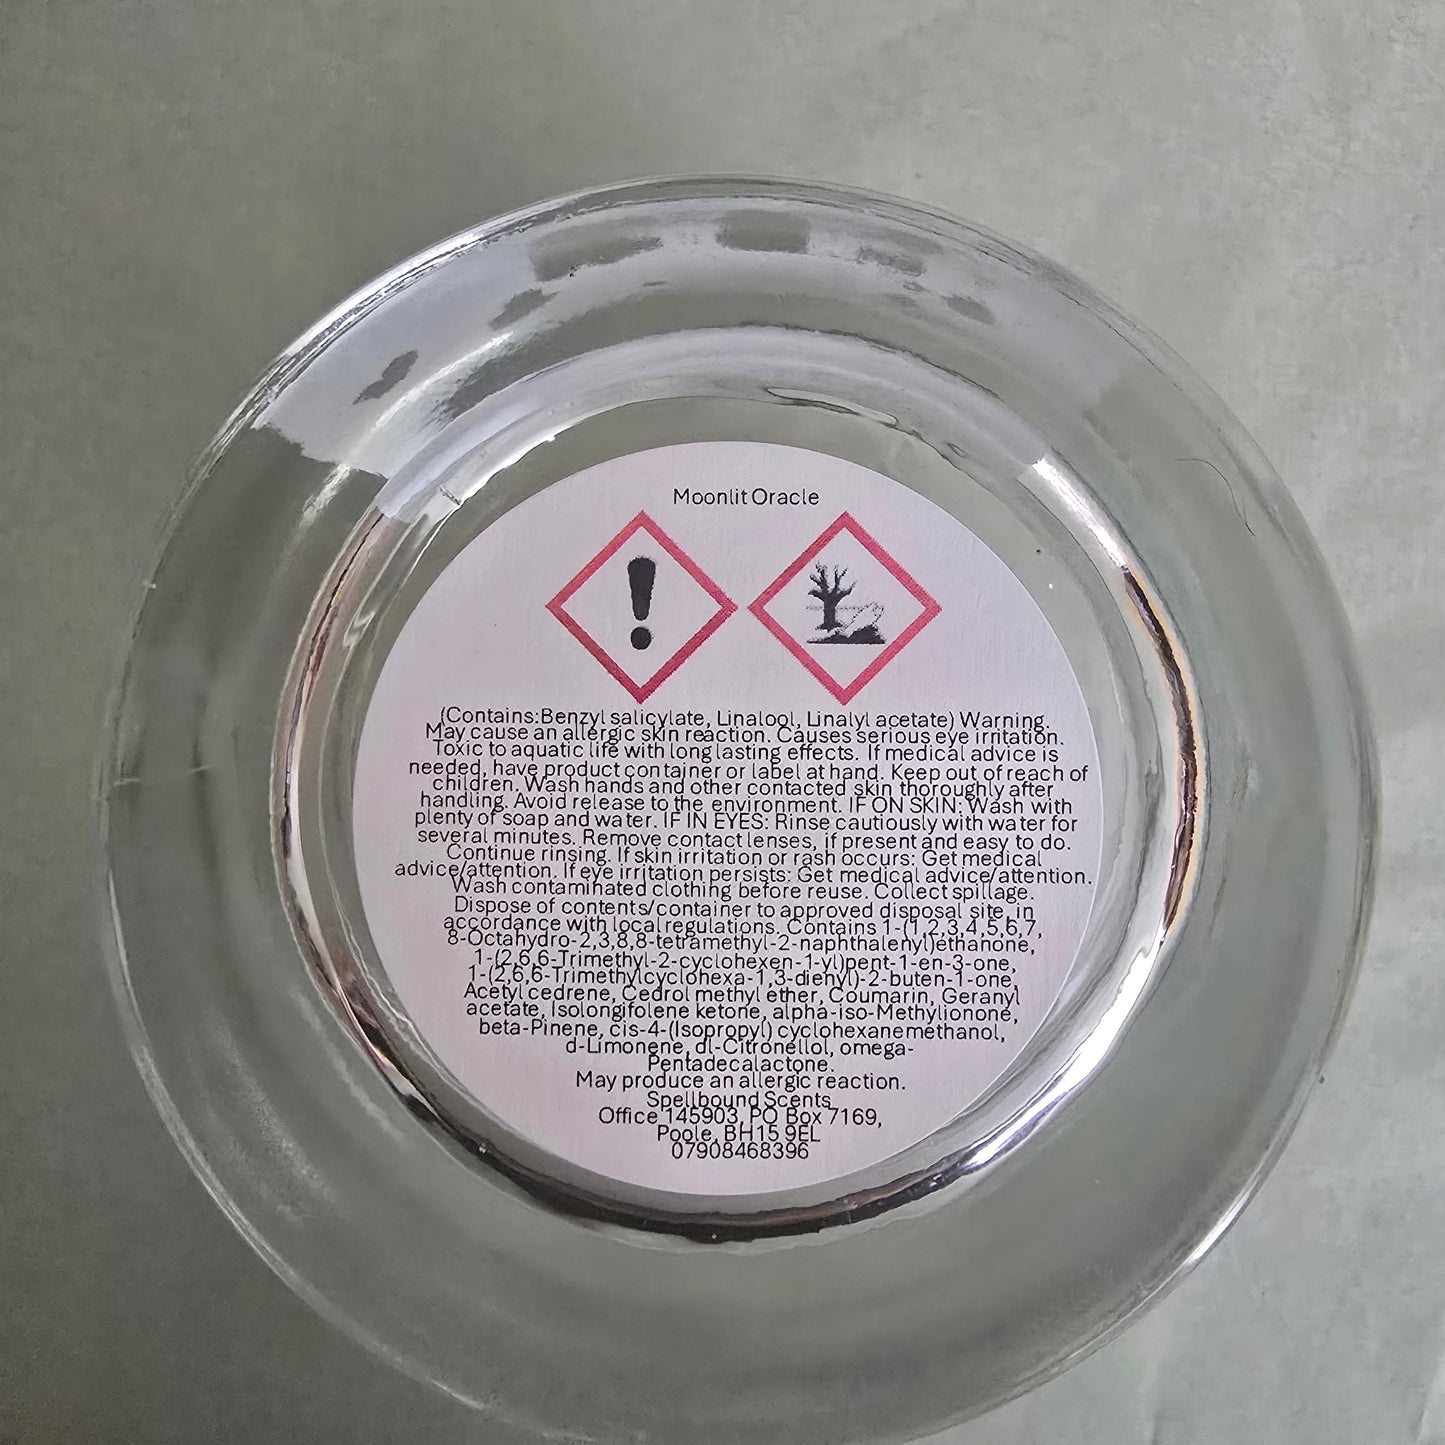 Moonlit Oracle
(Contains:Benzyl salicylate, Linalool, Linalyl acetate) Warning.
May cause an allergic skin reaction. Causes serious eye irritation.
Toxic to aquatic life with long lasting effects. If medical advice is
needed, have product container or label at hand. Keep out of reach of
children. Wash hands and other contacted skin thoroughly after
handling. Avoid release to the environment. IF ON SKIN: Wash with
plenty of soap and water. IF IN EYES: Rinse cautiously with water for
several minutes. Remove contact lenses, if present and easy to do.
Continue rinsing. If skin irritation or rash occurs: Get medical
advice/attention. If eye irritation persists: Get medical advice/attention.
Wash contaminated clothing before reuse. Collect spillage.
Dispose of contents/container to approved disposal site, in
accordance with local regulations. Contains 1-(1,2,3,4,5,6,7,
8-Octahydro-2,3,8,8-tetramethyl-2-naphthalenyl)ethanone,
1-(2,6,6-Trimethyl-2-cyclohexen-1-yl)pent-1-en-3-one,
1-(2,6,6-Trimethylcyclohexa-1,3-dienyl)-2-buten-1-one,
Acetyl cedrene, Cedrol methyl ether, Coumarin, Geranyl
acetate, Isolongifolene ketone, alpha-iso-Methylionone,
beta-Pinene, cis-4-(Isopropyl) cyclohexanemethanol,
d-Limonene, dl-Citronellol, omega-
Pentadecalactone.
May produce an allergic reaction.
Spellbound Scents
Office 145903, PO Box 7169,
Poole, BH15 9EL
07908468396